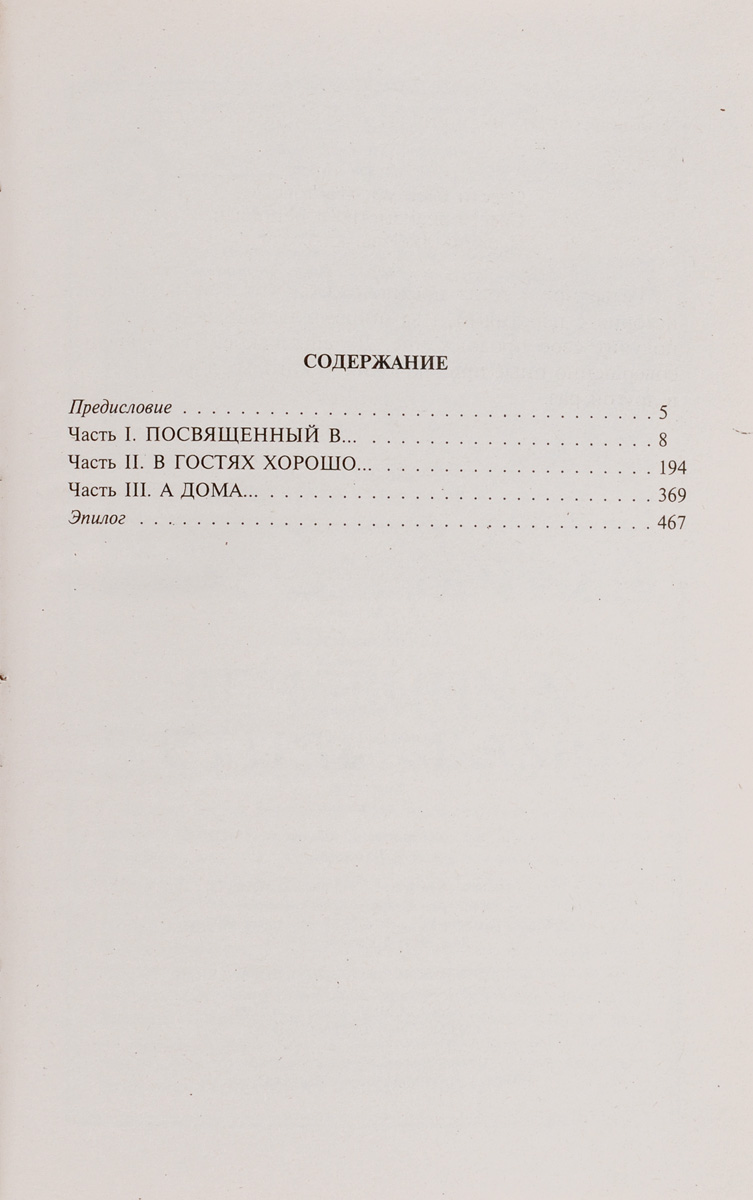 СОДЕРЖАНИЕ
Предисловие . . . . . . . . . . . . . . . . . . . . . . . . . . . . . . . . . 5
Часть I. ПОСВЯЩЕННЫЙ В... . . . . . . . . . . . . . . . . . . . . 8
Часть II. В ГОСТЯХ ХОРОШО... . . . . . . . . . . . . . . . . . . . 194
Часть III. А ДОМА... . . . . . . . . . . . . . . . . . . . . . . . . . . . 369
Эпилог . . . . . . . . . . . . . . . . . . . . . . . . . . . . . . . . . . . . 467